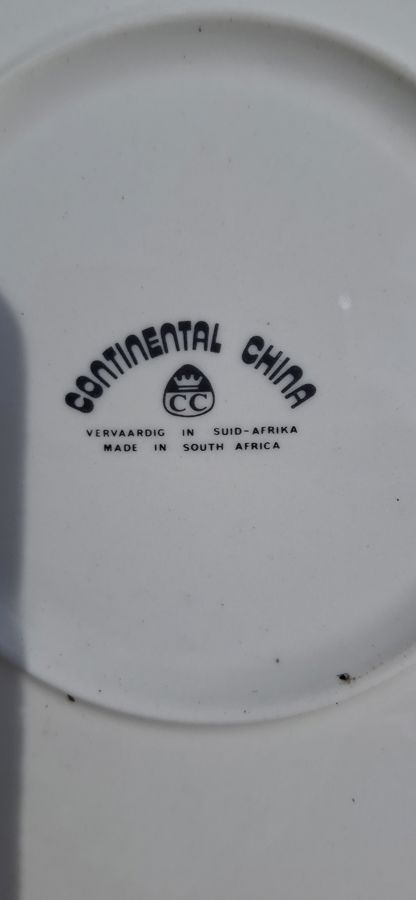 CONTINENTAL CHINA
CC
VERVAARDIG IN SUID-AFRIKA
MADE IN SOUTH AFRICA